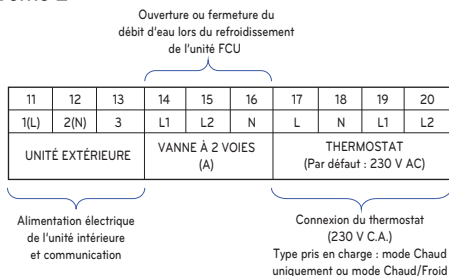 Ouverture ou fermeture du
débit d'eau lors du refroidissement
de l'unité FCU
11 12 13 14 15 16 17 18 19 20
1(L) 2(N) 3 L1 L2 N L N L1 L2
UNITÉ EXTÉRIEURE VANNE À 2 VOIES THERMOSTAT
(A) (Par défaut : 230 V AC)
Alimentation électrique
de l'unité intérieure
et communication
Connexion du thermostat
(230 V C.A.)
Type pris en charge : mode Chaud
uniquement ou mode Chaud/Froid